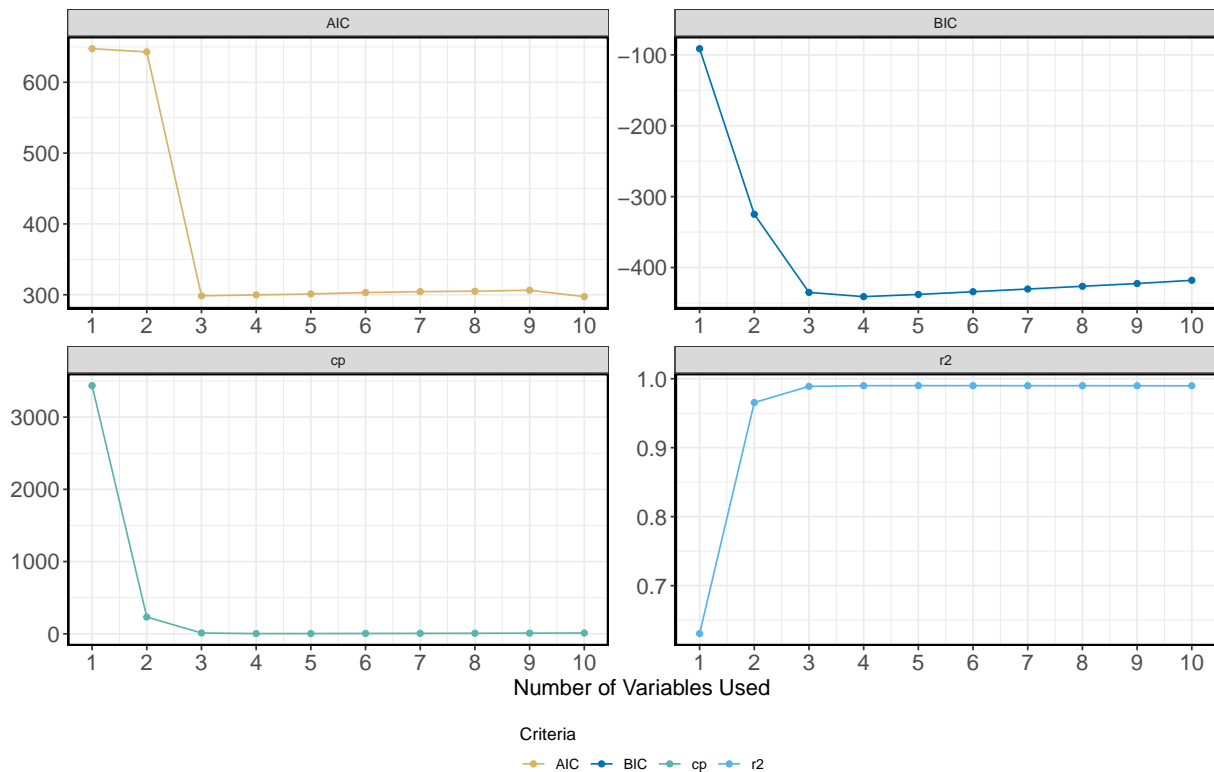 AIC
600
500
400
300
1 2 3 4 5 6 7 8 9 10
BIC
−100
−200
−300
−400
1 2 3 4 5 6 7 8 9 10
cp
3000
2000
1000
0
1 2 3 4 5 6 7 8 9 10
r2
1.0
0.9
0.8
0.7
1 2 3 4 5 6 7 8 9 10
Number of Variables Used
Criteria
AIC BIC cp r2